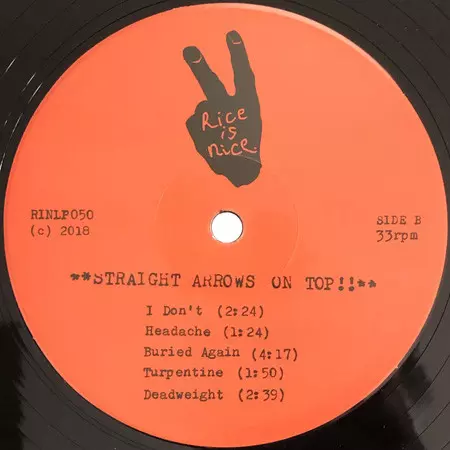 Rice
is
nice.
RINLP050
(c) 2018
SIDE B
33rpm
**STRAIGHT ARROWS ON TOP!!**
I Don't (2:24)
Headache (1:24)
Buried Again (4:17)
Turpentine (1:50)
Deadweight (2:39)